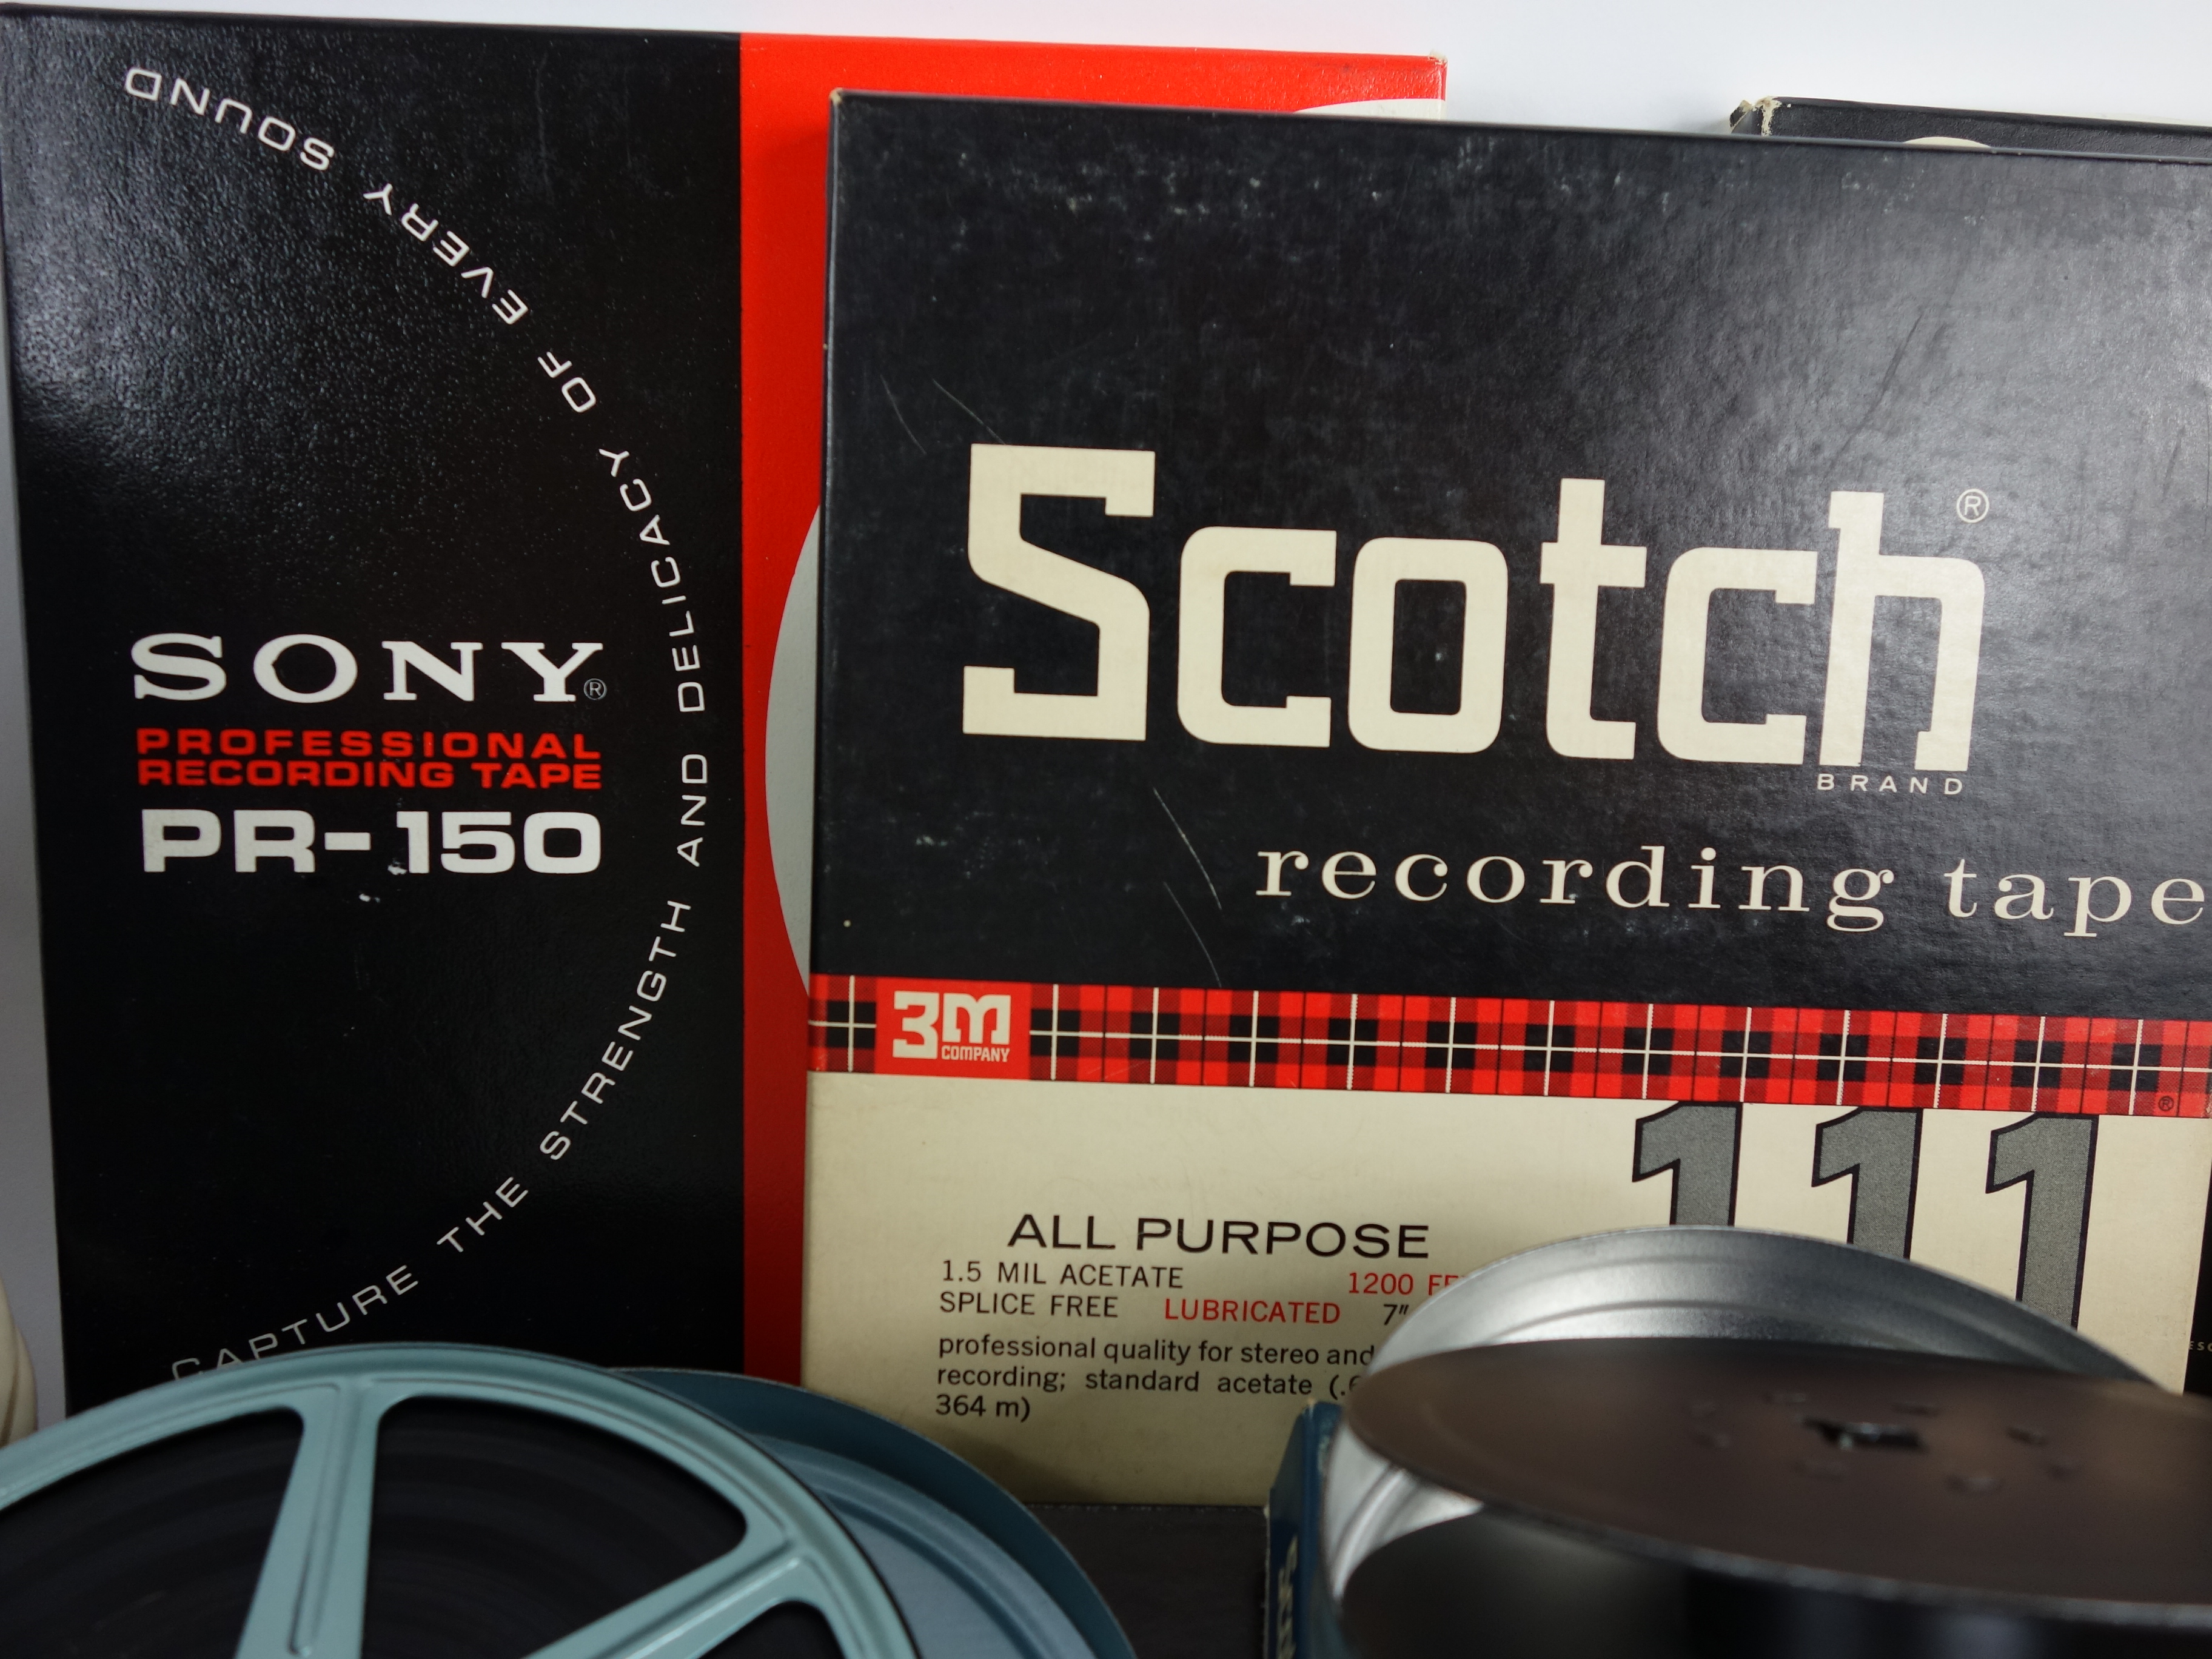 CAPTURE THE STRENGTH AND DELICACY OF EVERY SOUND
SONY®
PROFESSIONAL
RECORDING TAPE
PR-150
Scotch®
BRAND
recording tape
3M
COMPANY
®
111
ALL PURPOSE
1.5 MIL ACETATE 1200
SPLICE FREE LUBRICATED 7"
professional quality for stereo and
recording; standard acetate
364 m)